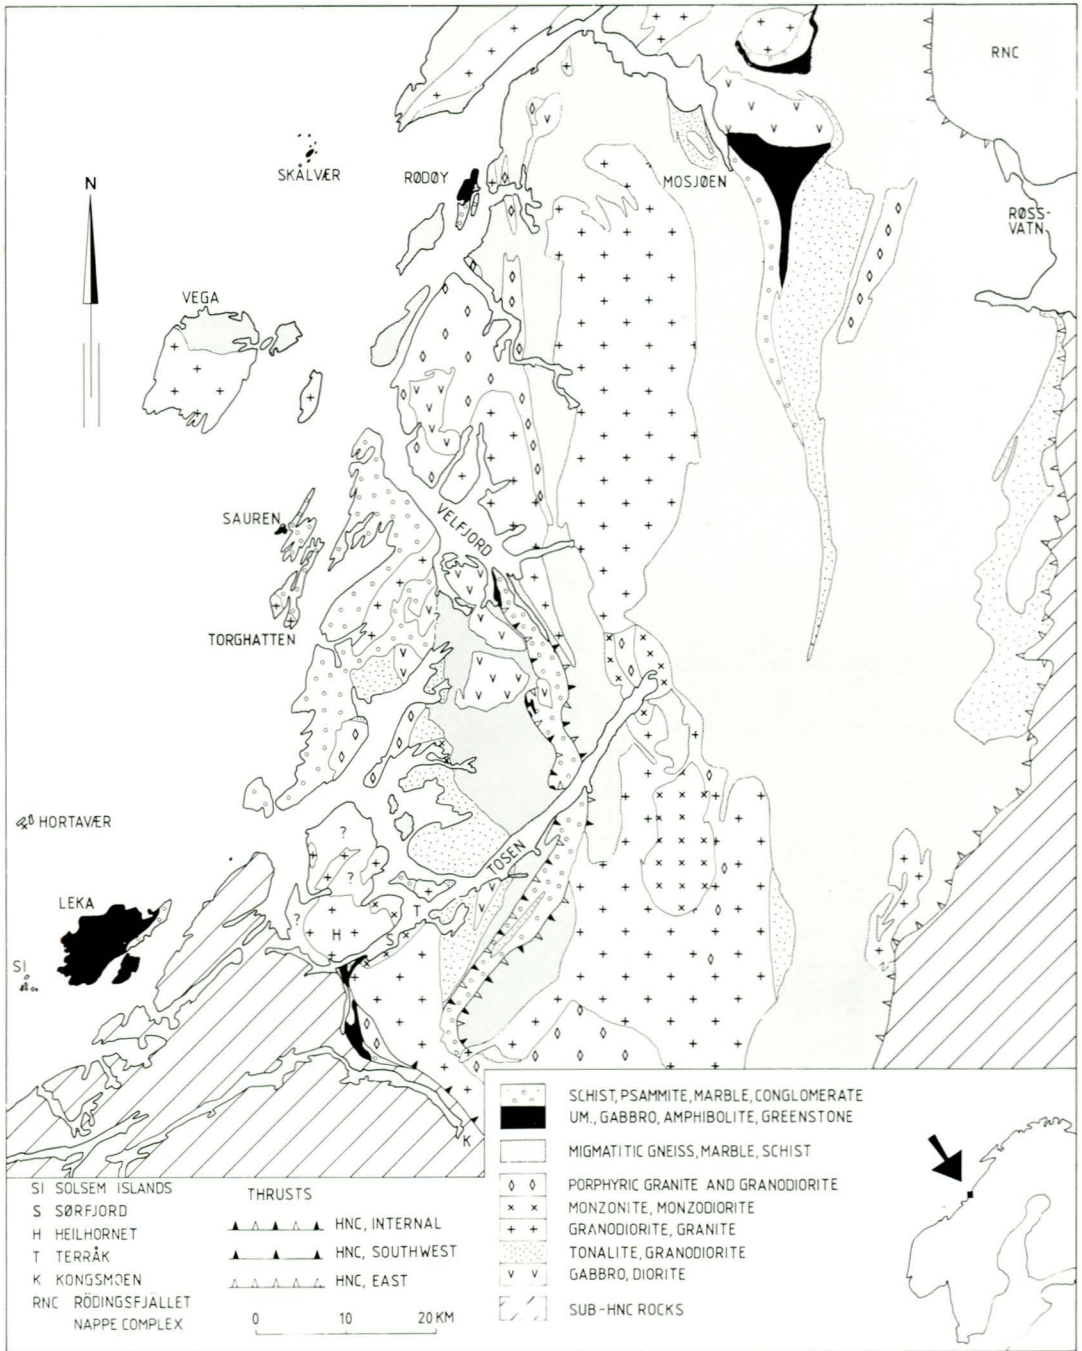 RNC
N
SKÅLVÆR
RØDØY
MOSJØEN
RØSS-
VATN.
VEGA
SAUREN
VELFJORD
TORGHATTEN
HORTAVÆR
?
?
TOSEN
LEKA
?
T
H
S
SI
K
SCHIST, PSAMMITE, MARBLE, CONGLOMERATE
UM., GABBRO, AMPHIBOLITE, GREENSTONE
MIGMATITIC GNEISS, MARBLE, SCHIST
PORPHYRIC GRANITE AND GRANODIORITE
MONZONITE, MONZODIORITE
GRANODIORITE, GRANITE
TONALITE, GRANODIORITE
GABBRO, DIORITE
SUB-HNC ROCKS
SI SOLSEM ISLANDS
S SØRFJORD
H HEILHORNET
T TERRÅK
K KONGSMOEN
RNC RÖDINGSFJÄLLET
NAPPE COMPLEX
THRUSTS
HNC, INTERNAL
HNC, SOUTHWEST
HNC, EAST
0 10 20 KM